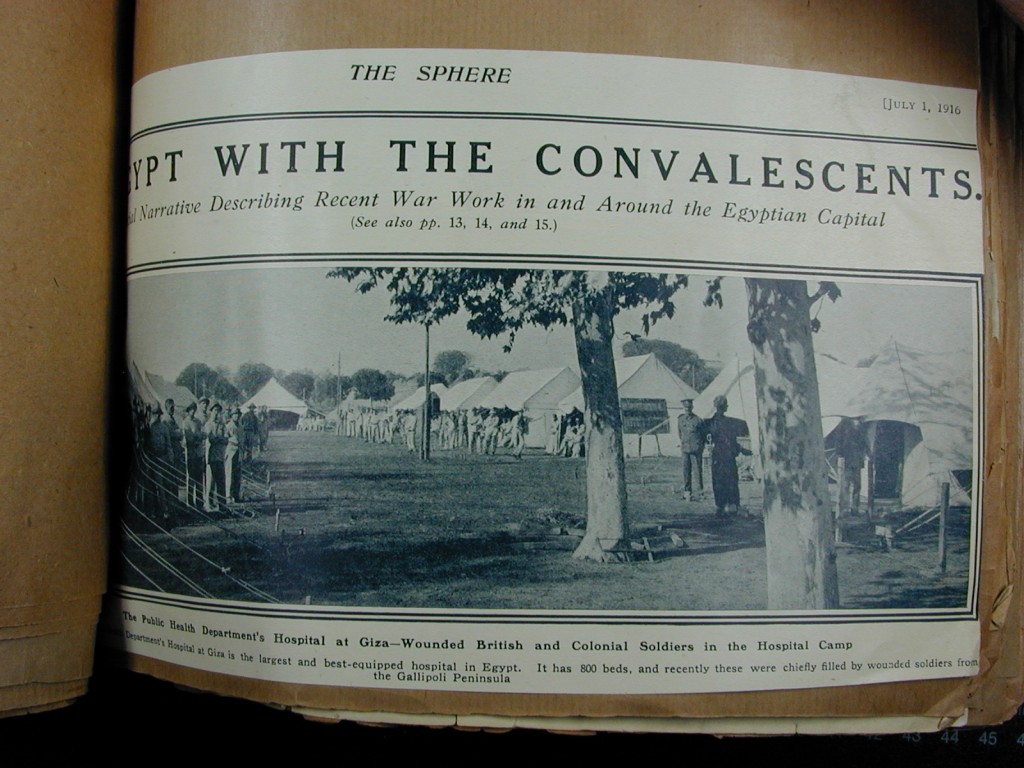 THE SPHERE
[JULY 1, 1916
YPT WITH THE CONVALESCENTS.
Narrative Describing Recent War Work in and Around the Egyptian Capital
(See also pp. 13, 14, and 15.)
The Public Health Department's Hospital at Giza—Wounded British and Colonial Soldiers in the Hospital Camp
Department's Hospital at Giza is the largest and best-equipped hospital in Egypt. It has 800 beds, and recently these were chiefly filled by wounded soldiers from
the Gallipoli Peninsula
43 44 45